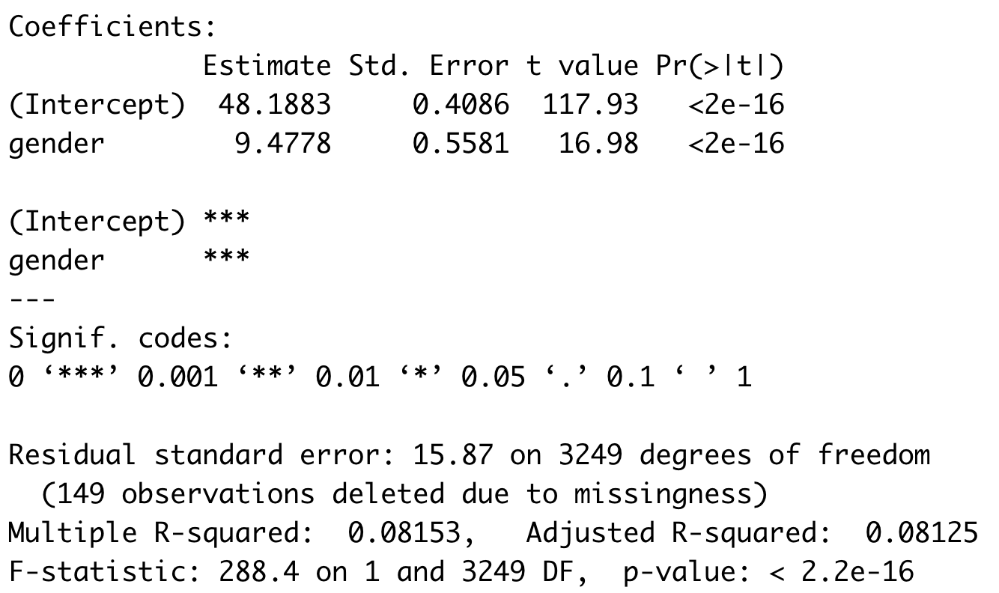 Coefficients:
            Estimate Std. Error t value Pr(>|t|)
(Intercept)  48.1883     0.4086  117.93   <2e-16
gender        9.4778     0.5581   16.98   <2e-16
(Intercept) ***
gender      ***
---
Signif. codes:
0 ‘***’ 0.001 ‘**’ 0.01 ‘*’ 0.05 ‘.’ 0.1 ‘ ’ 1
Residual standard error: 15.87 on 3249 degrees of freedom
  (149 observations deleted due to missingness)
Multiple R-squared:  0.08153,   Adjusted R-squared:  0.08125
F-statistic: 288.4 on 1 and 3249 DF,  p-value: < 2.2e-16